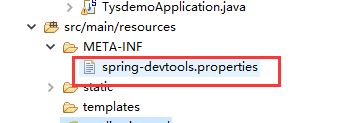 TysdemoApplication.java
src/main/resources
META-INF
spring-devtools.properties
static
templates